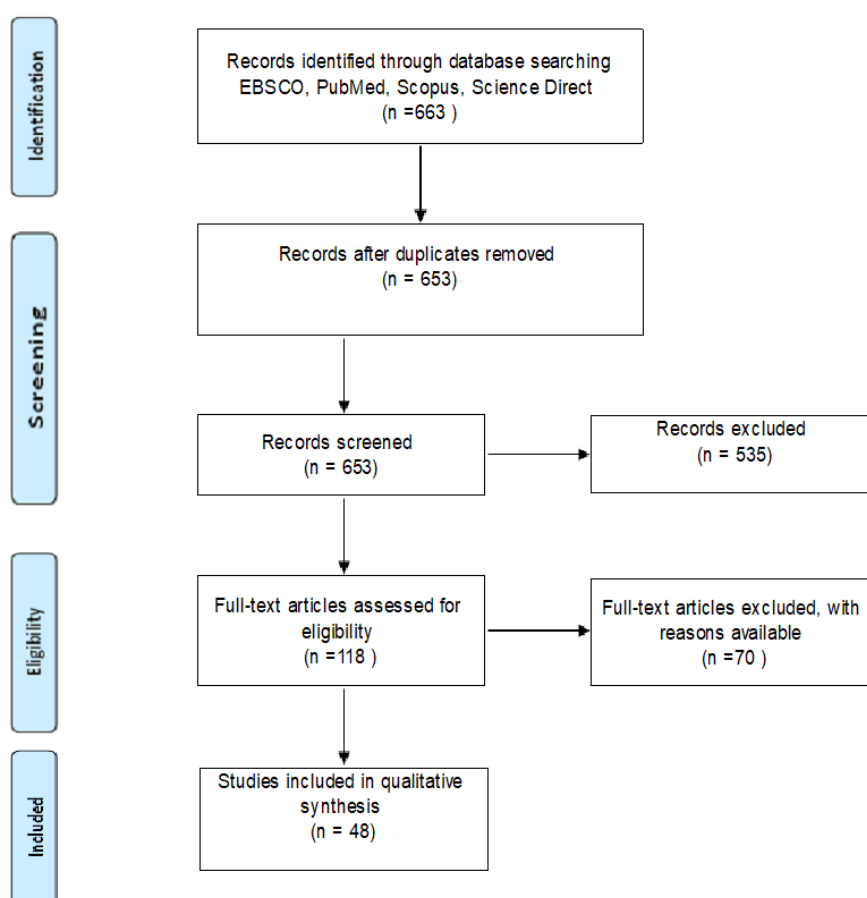 Identification
Records identified through database searching
EBSCO, PubMed, Scopus, Science Direct
(n =663 )
Screening
Records after duplicates removed
(n = 653)
Records screened
(n = 653)
Records excluded
(n = 535)
Eligibility
Full-text articles assessed for
eligibility
(n =118 )
Full-text articles excluded, with
reasons available
(n =70 )
Included
Studies included in qualitative
synthesis
(n = 48)